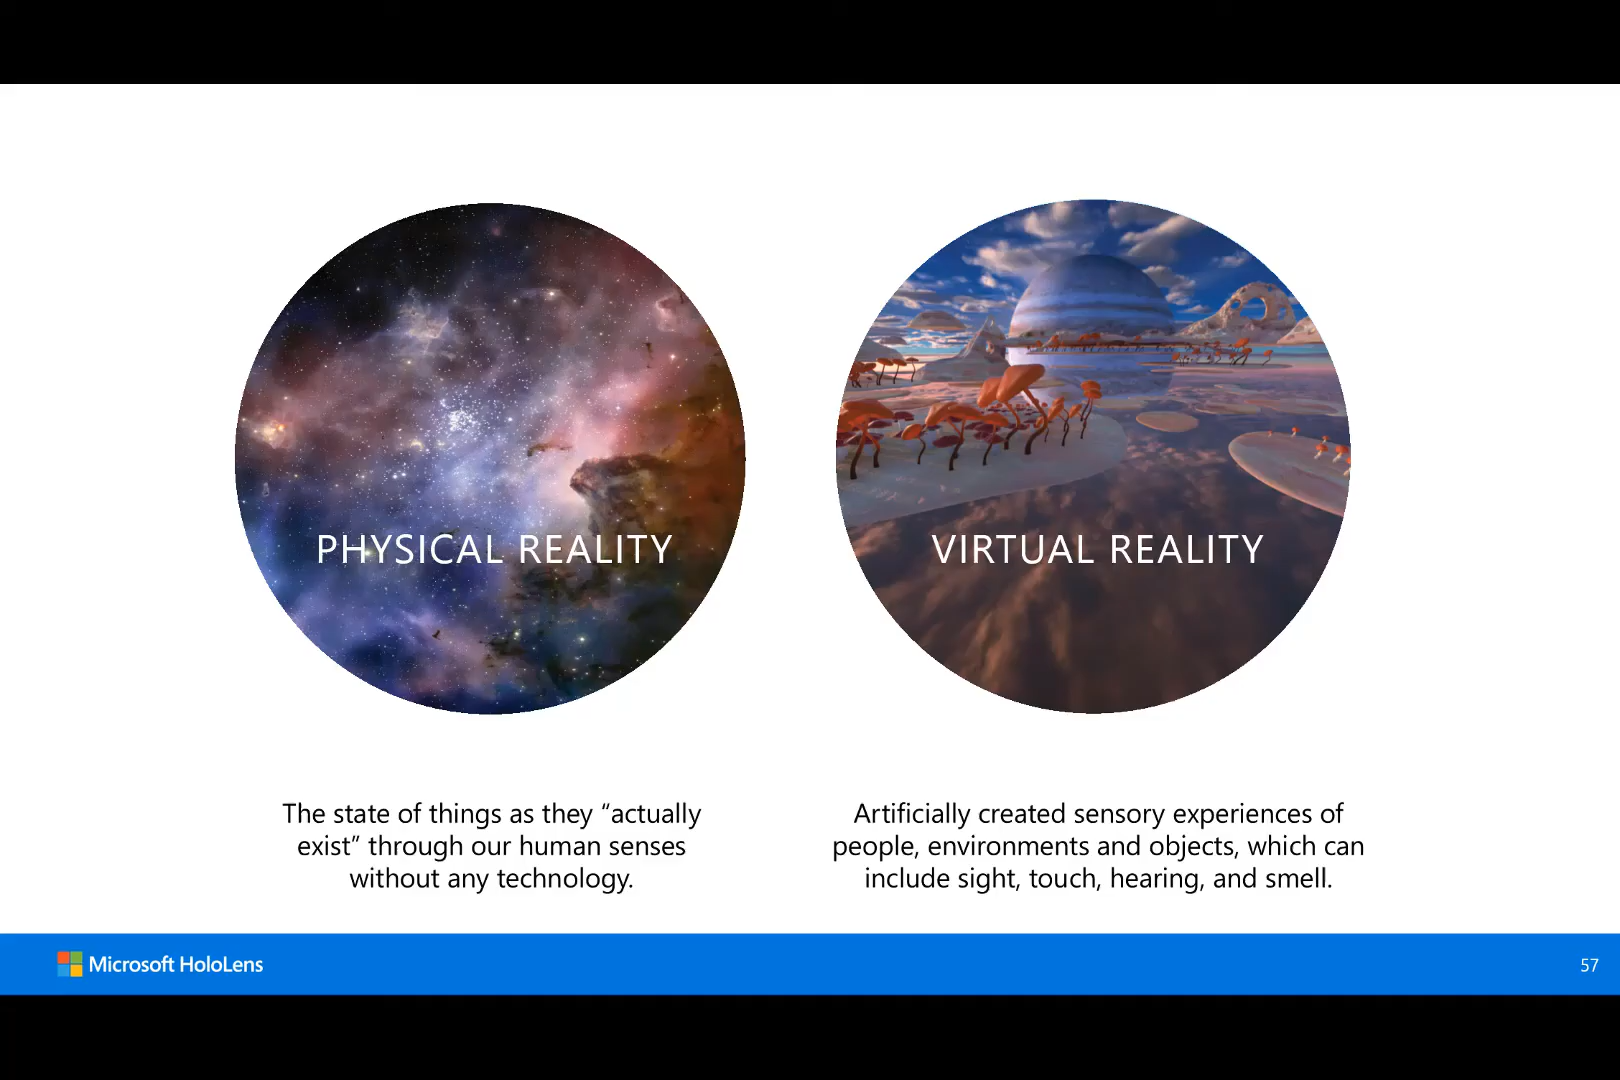 PHYSICAL REALITY
VIRTUAL REALITY
The state of things as they “actually
exist” through our human senses
without any technology.
Artificially created sensory experiences of
people, environments and objects, which can
include sight, touch, hearing, and smell.
Microsoft HoloLens
57